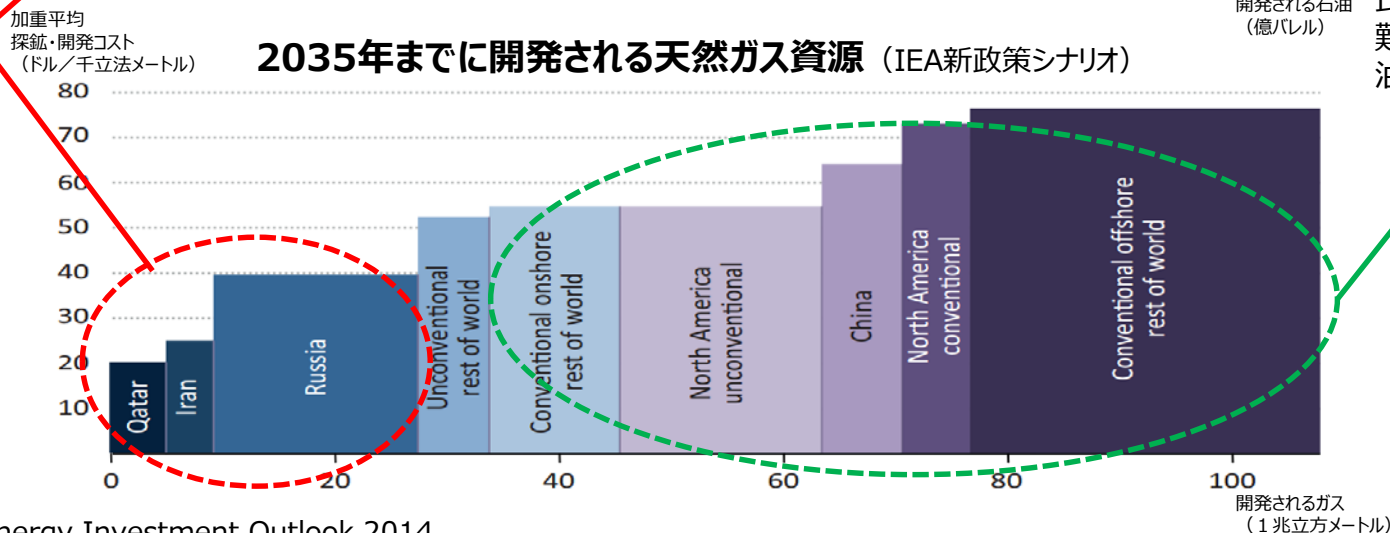 加重平均
探鉱・開発コスト
（ドル／千立法メートル）
開発される石油
（億バレル）
難
2035年までに開発される天然ガス資源（IEA新政策シナリオ）
80
70
60
50
40
30
20
10
Qatar
Iran
Russia
Unconventional
rest of world
Conventional onshore
rest of world
North America
unconventional
China
North America
conventional
Conventional offshore
rest of world
0
20
40
60
80
100
開発されるガス
（１兆立方メートル）
nergy Investment Outlook 2014